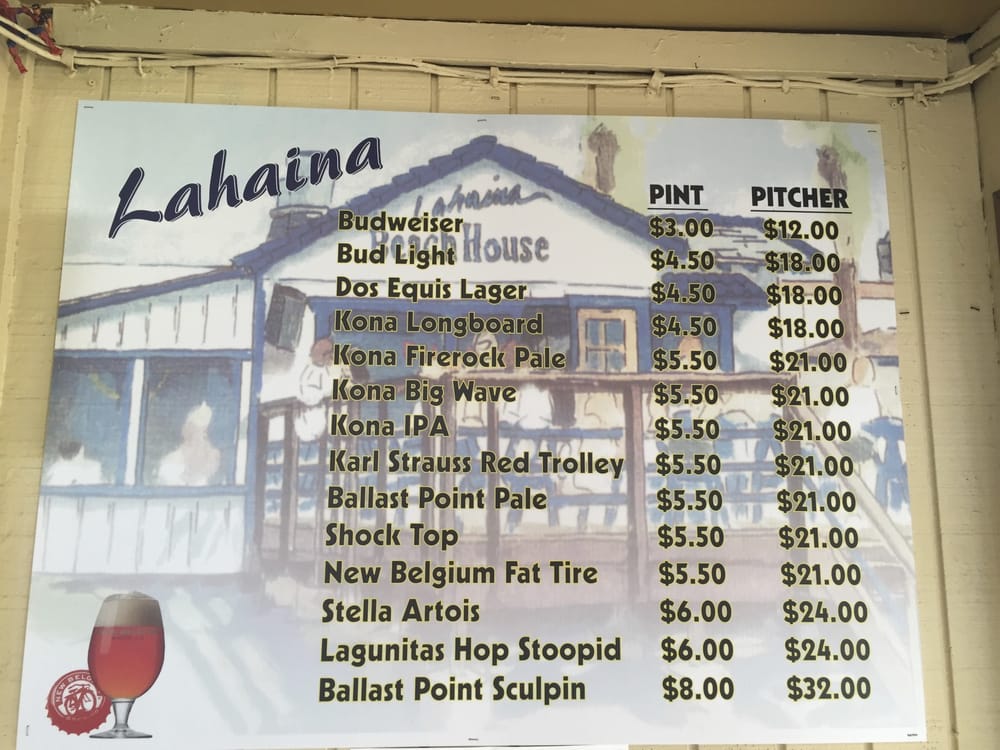 Lahaina
Lahaina
Beach House
PINT PITCHER
Budweiser $3.00 $12.00
Bud Light $4.50 $18.00
Dos Equis Lager $4.50 $18.00
Kona Longboard $4.50 $18.00
Kona Firerock Pale $5.50 $21.00
Kona Big Wave $5.50 $21.00
Kona IPA $5.50 $21.00
Karl Strauss Red Trolley $5.50 $21.00
Ballast Point Pale $5.50 $21.00
Shock Top $5.50 $21.00
New Belgium Fat Tire $5.50 $21.00
Stella Artois $6.00 $24.00
Lagunitas Hop Stoopid $6.00 $24.00
Ballast Point Sculpin $8.00 $32.00
NEW